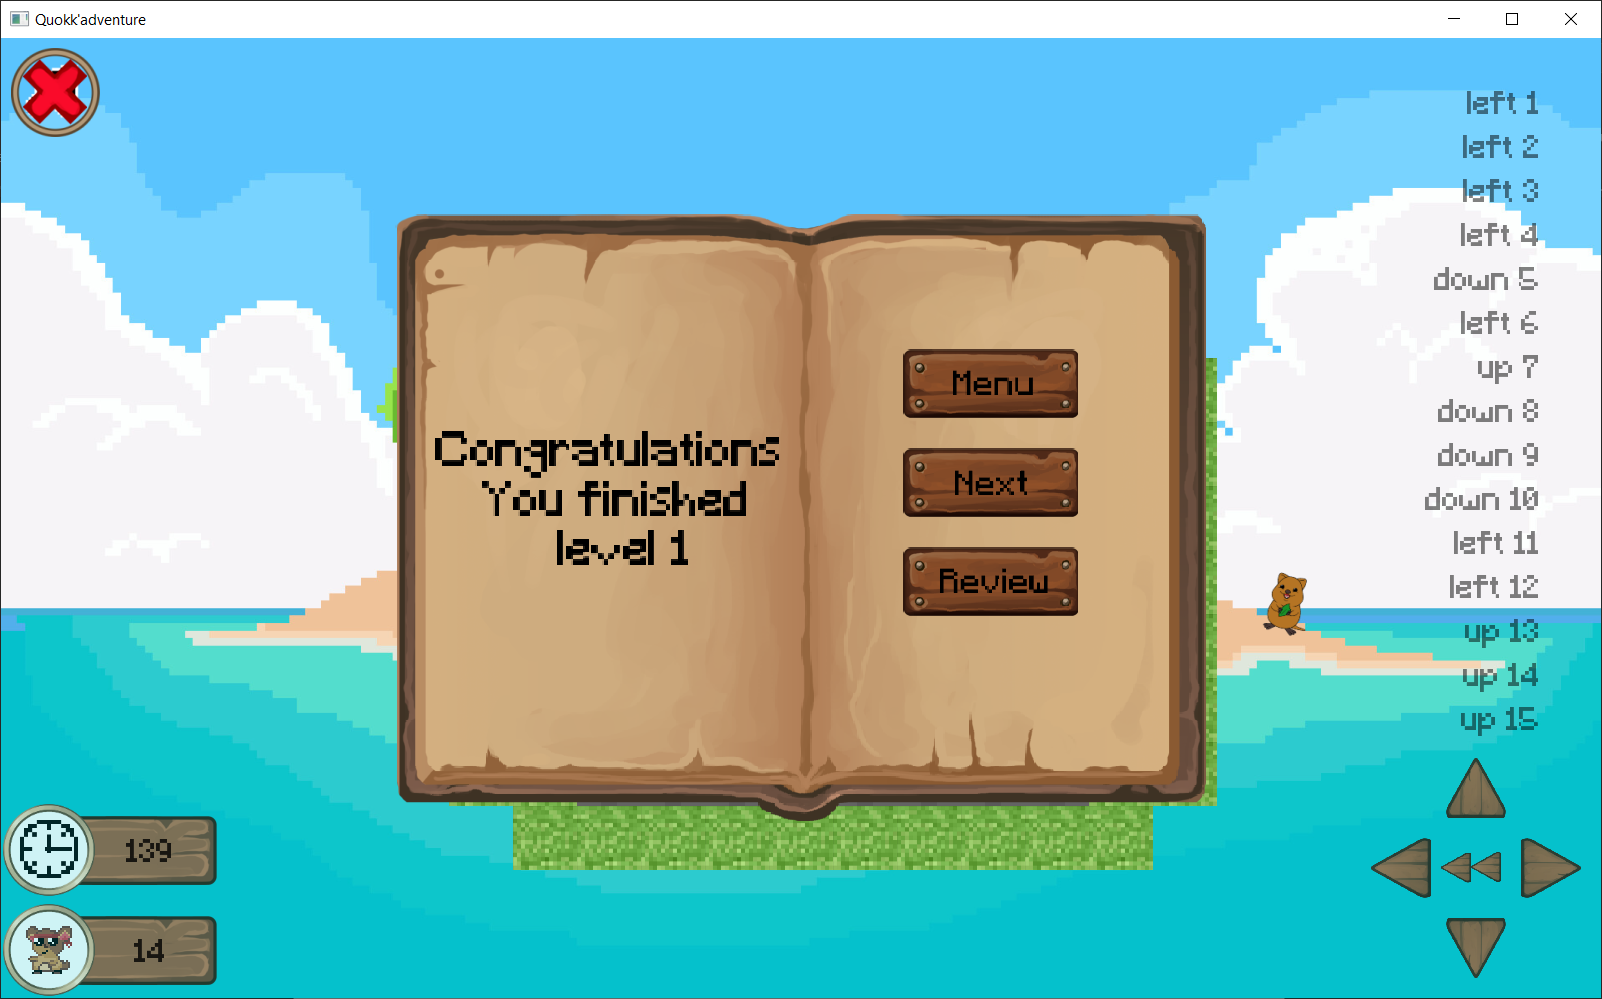 Quokk'adventure
left 1
left 2
left 3
left 4
down 5
left 6
up 7
down 8
down 9
down 10
left 11
left 12
up 13
up 14
up 15
Congratulations
You finished
level 1
Menu
Next
Review
139
14